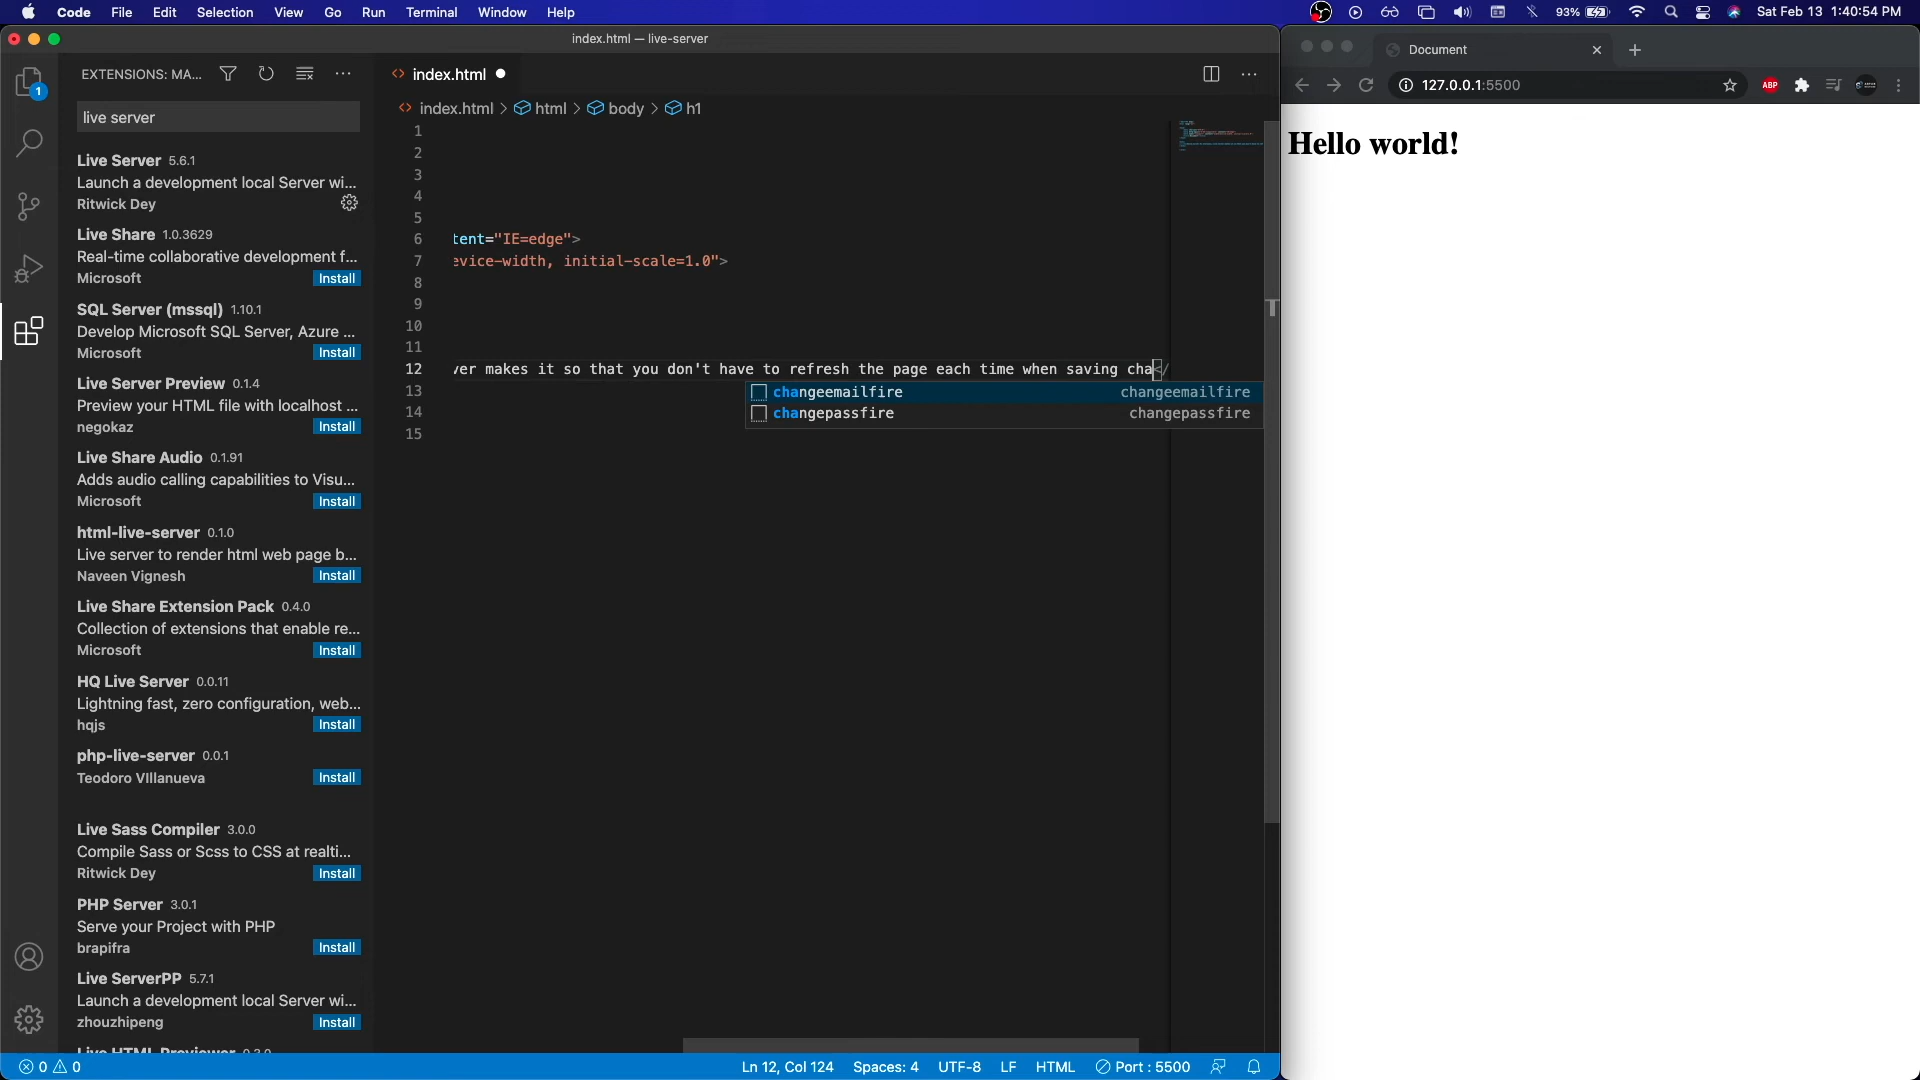 Code File Edit Selection View Go Run Terminal Window Help
93% Sat Feb 13 1:40:54 PM
index.html — live-server
EXTENSIONS: MA...
live server
Live Server 5.6.1
Launch a development local Server wi...
Ritwick Dey
Live Share 1.0.3629
Real-time collaborative development f...
Microsoft Install
SQL Server (mssql) 1.10.1
Develop Microsoft SQL Server, Azure ...
Microsoft Install
Live Server Preview 0.1.4
Preview your HTML file with localhost ...
negokaz Install
Live Share Audio 0.1.91
Adds audio calling capabilities to Visu...
Microsoft Install
html-live-server 0.1.0
Live server to render html web page b...
Naveen Vignesh Install
Live Share Extension Pack 0.4.0
Collection of extensions that enable re...
Microsoft Install
HQ Live Server 0.0.11
Lightning fast, zero configuration, web...
hqjs Install
php-live-server 0.0.1
Teodoro VIllanueva Install
Live Sass Compiler 3.0.0
Compile Sass or Scss to CSS at realti...
Ritwick Dey Install
PHP Server 3.0.1
Serve your Project with PHP
brapifra Install
Live ServerPP 5.7.1
Launch a development local Server wi...
zhouzhipeng Install
Live HTML Previewer 0.3.0
1
index.html
index.html > html > body > h1
1
2
3
4
5
6 tent="IE=edge">
7 evice-width, initial-scale=1.0">
8
9
10
11
12 ver makes it so that you don't have to refresh the page each time when saving cha</
13
14
15
changeemailfire changeemailfire
changepassfire changepassfire
0 0 Ln 12, Col 124 Spaces: 4 UTF-8 LF HTML Port : 5500
Document
127.0.0.1:5500
ABP
Hello world!